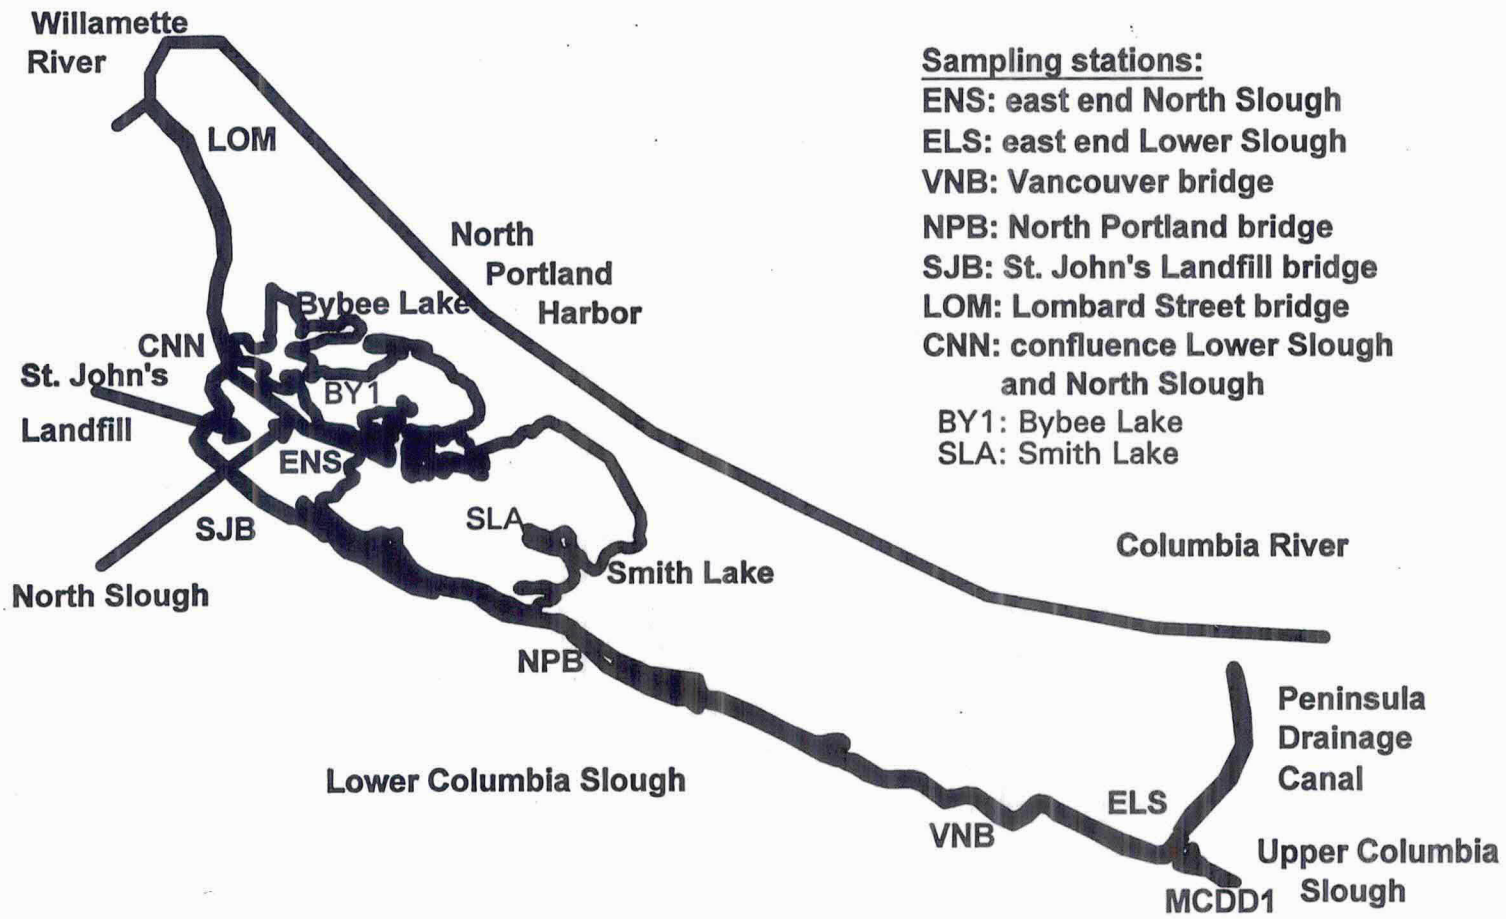 Willamette
River
LOM
North
Portland
Harbor
Bybee Lake
CNN
St. John's
Landfill
BY1
ENS
SJB
North Slough
SLA
Smith Lake
NPB
Lower Columbia Slough
VNB
ELS
MCDD1
Columbia River
Peninsula
Drainage
Canal
Upper Columbia
Slough
Sampling stations:
ENS: east end North Slough
ELS: east end Lower Slough
VNB: Vancouver bridge
NPB: North Portland bridge
SJB: St. John's Landfill bridge
LOM: Lombard Street bridge
CNN: confluence Lower Slough
and North Slough
BY1: Bybee Lake
SLA: Smith Lake